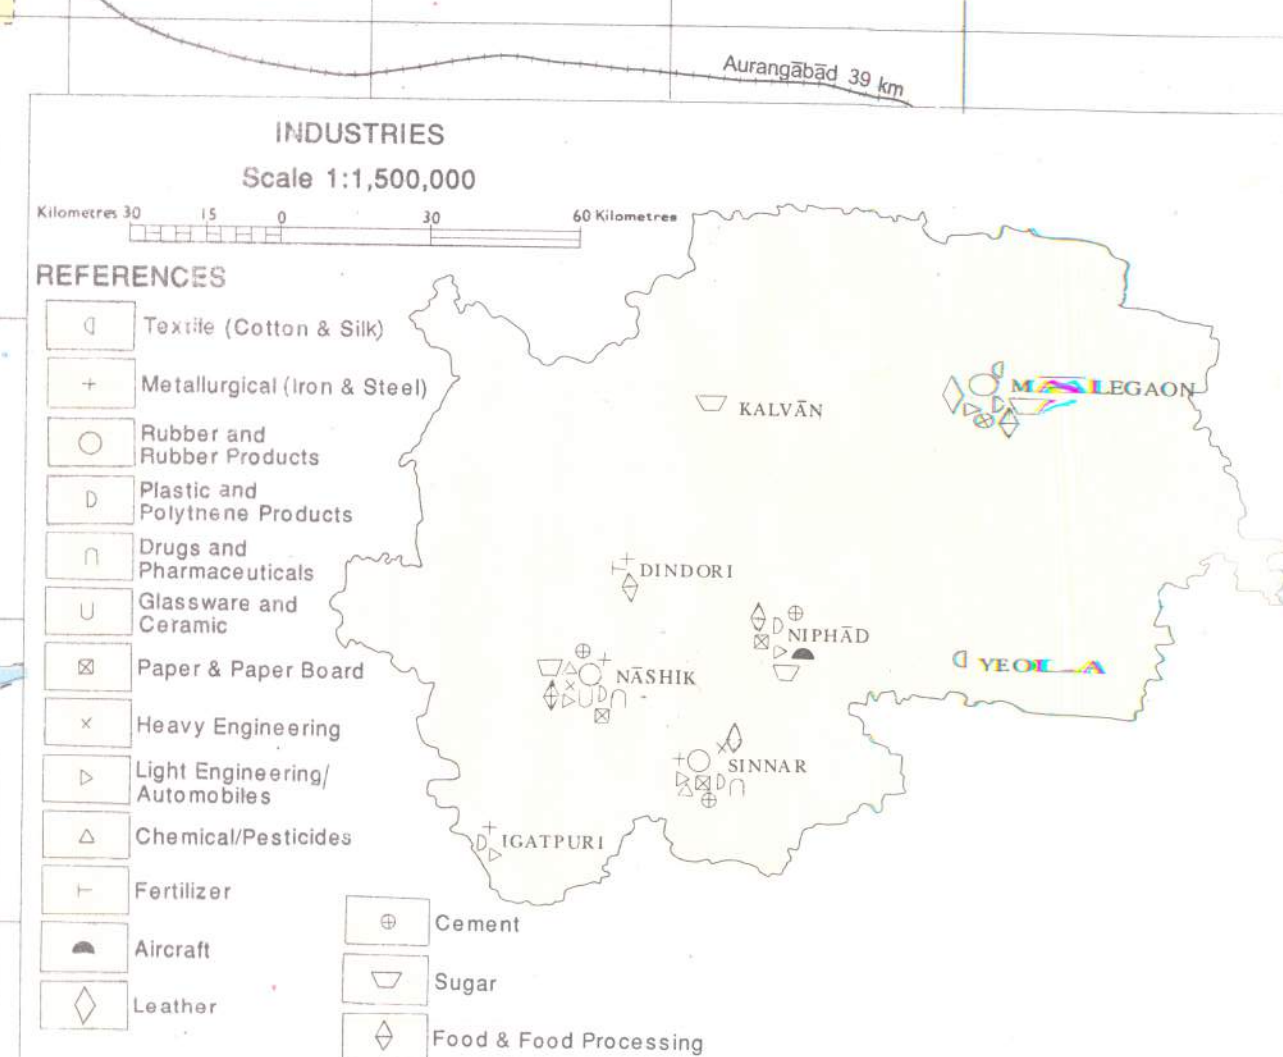 Aurangābād 39 km
INDUSTRIES
Scale 1:1,500,000
Kilometres 30 15 0 30 60 Kilometres
REFERENCES
Textile (Cotton & Silk)
Metallurgical (Iron & Steel)
Rubber and
Rubber Products
Plastic and
Polytnene Products
Drugs and
Pharmaceuticals
Glassware and
Ceramic
Paper & Paper Board
Heavy Engineering
Light Engineering/
Automobiles
Chemical/Pesticides
Fertilizer
Aircraft
Leather
Cement
Sugar
Food & Food Processing
MĀLEGAON
KALVĀN
DINDORI
NIPHĀD
YEOLA
NĀSHIK
SINNAR
IGATPURI